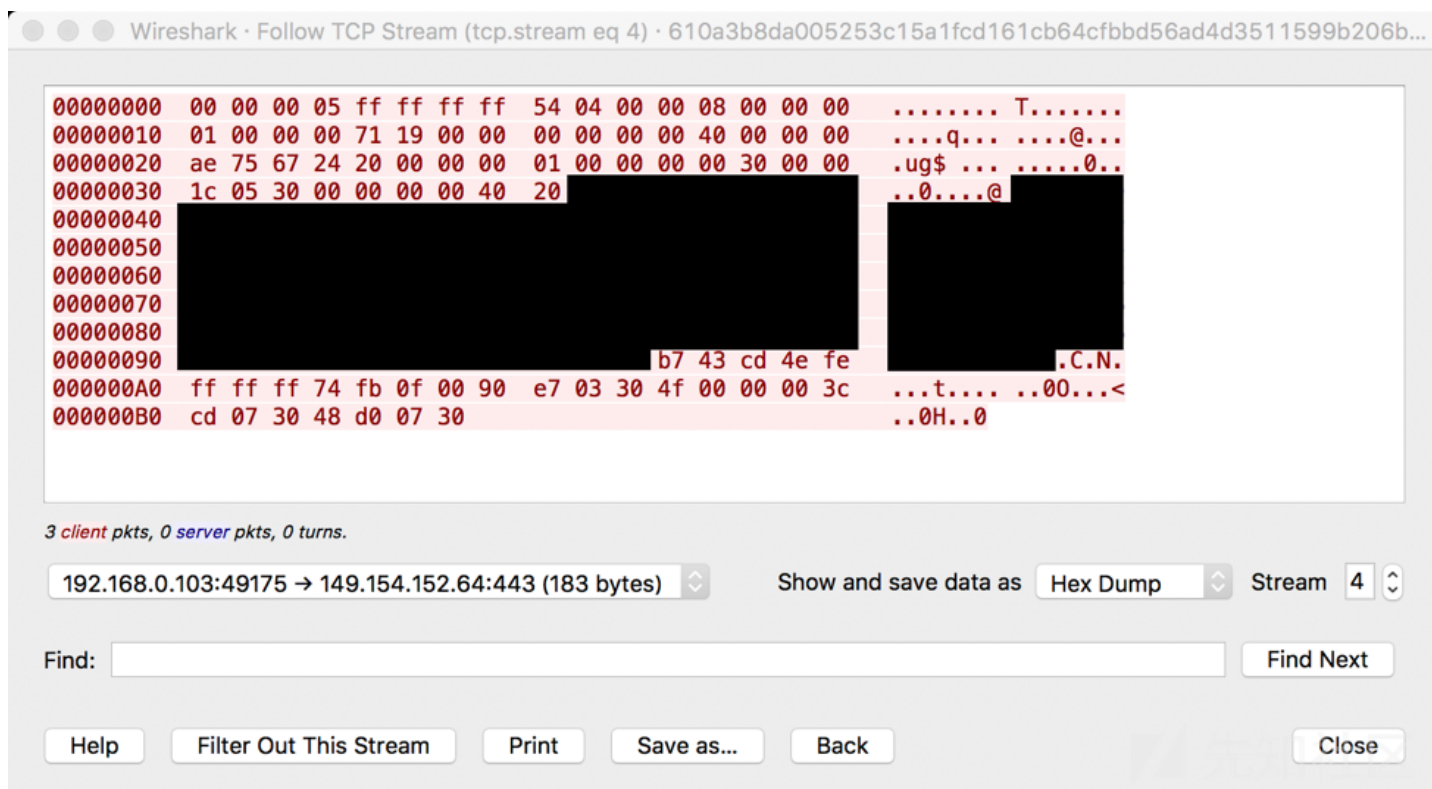 Wireshark · Follow TCP Stream (tcp.stream eq 4) · 610a3b8da005253c15a1fcd161cb64cfbbd56ad4d3511599b206b...
00000000 00 00 00 05 ff ff ff ff 54 04 00 00 08 00 00 00 ........ T.......
00000010 01 00 00 00 71 19 00 00 00 00 00 00 40 00 00 00 ....q... ....@...
00000020 ae 75 67 24 20 00 00 00 01 00 00 00 00 30 00 00 .ug$ ... .....0..
00000030 1c 05 30 00 00 00 00 40 20 ..0....@
00000040
00000050
00000060
00000070
00000080
00000090 b7 43 cd 4e fe .C.N.
000000A0 ff ff ff 74 fb 0f 00 90 e7 03 30 4f 00 00 00 3c ...t.... ..0O...<
000000B0 cd 07 30 48 d0 07 30 ..0H..0
3 client pkts, 0 server pkts, 0 turns.
192.168.0.103:49175 → 149.154.152.64:443 (183 bytes) Show and save data as Hex Dump Stream 4
Find: Find Next
Help Filter Out This Stream Print Save as... Back Close
先知社区